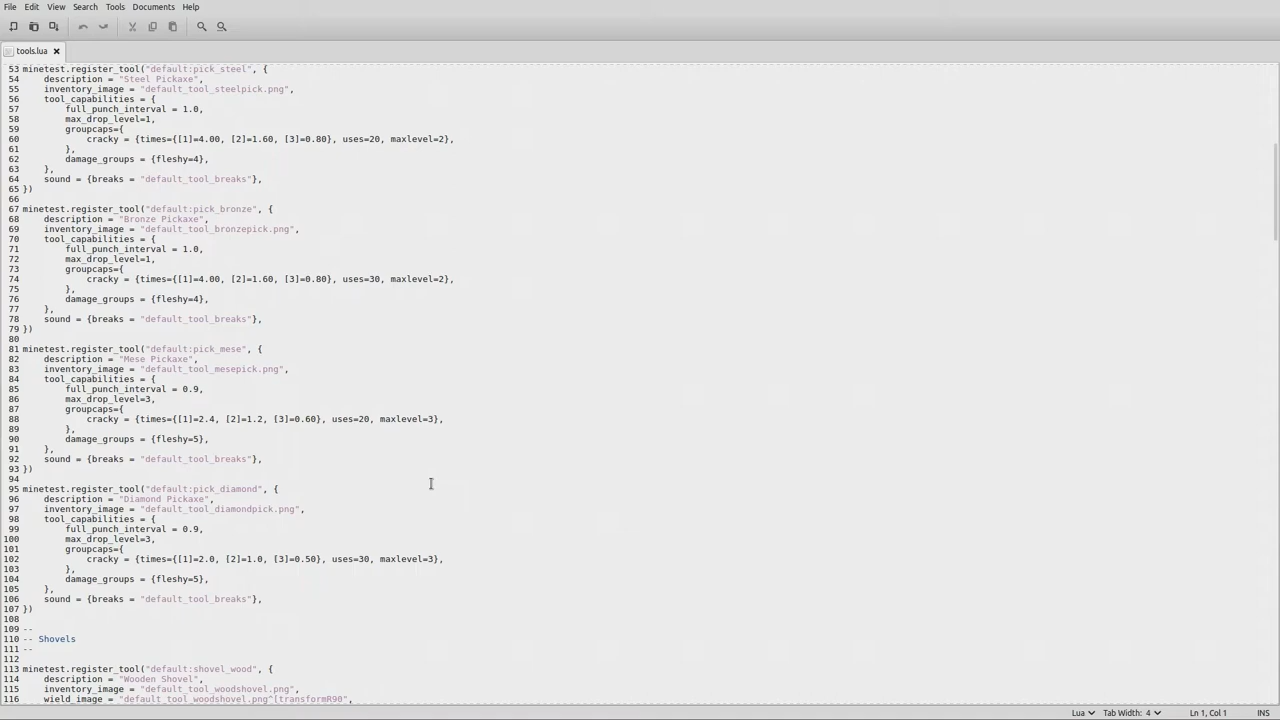 File Edit View Search Tools Documents Help
tools.lua
53 minetest.register_tool("default:pick_steel", {
54 description = "Steel Pickaxe",
55 inventory_image = "default_tool_steelpick.png",
56 tool_capabilities = {
57 full_punch_interval = 1.0,
58 max_drop_level=1,
59 groupcaps={
60 cracky = {times={[1]=4.00, [2]=1.60, [3]=0.80}, uses=20, maxlevel=2},
61 },
62 damage_groups = {fleshy=4},
63 },
64 sound = {breaks = "default_tool_breaks"},
65 })
66
67 minetest.register_tool("default:pick_bronze", {
68 description = "Bronze Pickaxe",
69 inventory_image = "default_tool_bronzepick.png",
70 tool_capabilities = {
71 full_punch_interval = 1.0,
72 max_drop_level=1,
73 groupcaps={
74 cracky = {times={[1]=4.00, [2]=1.60, [3]=0.80}, uses=30, maxlevel=2},
75 },
76 damage_groups = {fleshy=4},
77 },
78 sound = {breaks = "default_tool_breaks"},
79 })
80
81 minetest.register_tool("default:pick_mese", {
82 description = "Mese Pickaxe",
83 inventory_image = "default_tool_mesepick.png",
84 tool_capabilities = {
85 full_punch_interval = 0.9,
86 max_drop_level=3,
87 groupcaps={
88 cracky = {times={[1]=2.4, [2]=1.2, [3]=0.60}, uses=20, maxlevel=3},
89 },
90 damage_groups = {fleshy=5},
91 },
92 sound = {breaks = "default_tool_breaks"},
93 })
94
95 minetest.register_tool("default:pick_diamond", {
96 description = "Diamond Pickaxe",
97 inventory_image = "default_tool_diamondpick.png",
98 tool_capabilities = {
99 full_punch_interval = 0.9,
100 max_drop_level=3,
101 groupcaps={
102 cracky = {times={[1]=2.0, [2]=1.0, [3]=0.50}, uses=30, maxlevel=3},
103 },
104 damage_groups = {fleshy=5},
105 },
106 sound = {breaks = "default_tool_breaks"},
107 })
108
109 --
110 -- Shovels
111 --
112
113 minetest.register_tool("default:shovel_wood", {
114 description = "Wooden Shovel",
115 inventory_image = "default_tool_woodshovel.png",
116 wield_image = "default_tool_woodshovel.png^[transformR90",
Lua Tab Width: 4 Ln 1, Col 1 INS